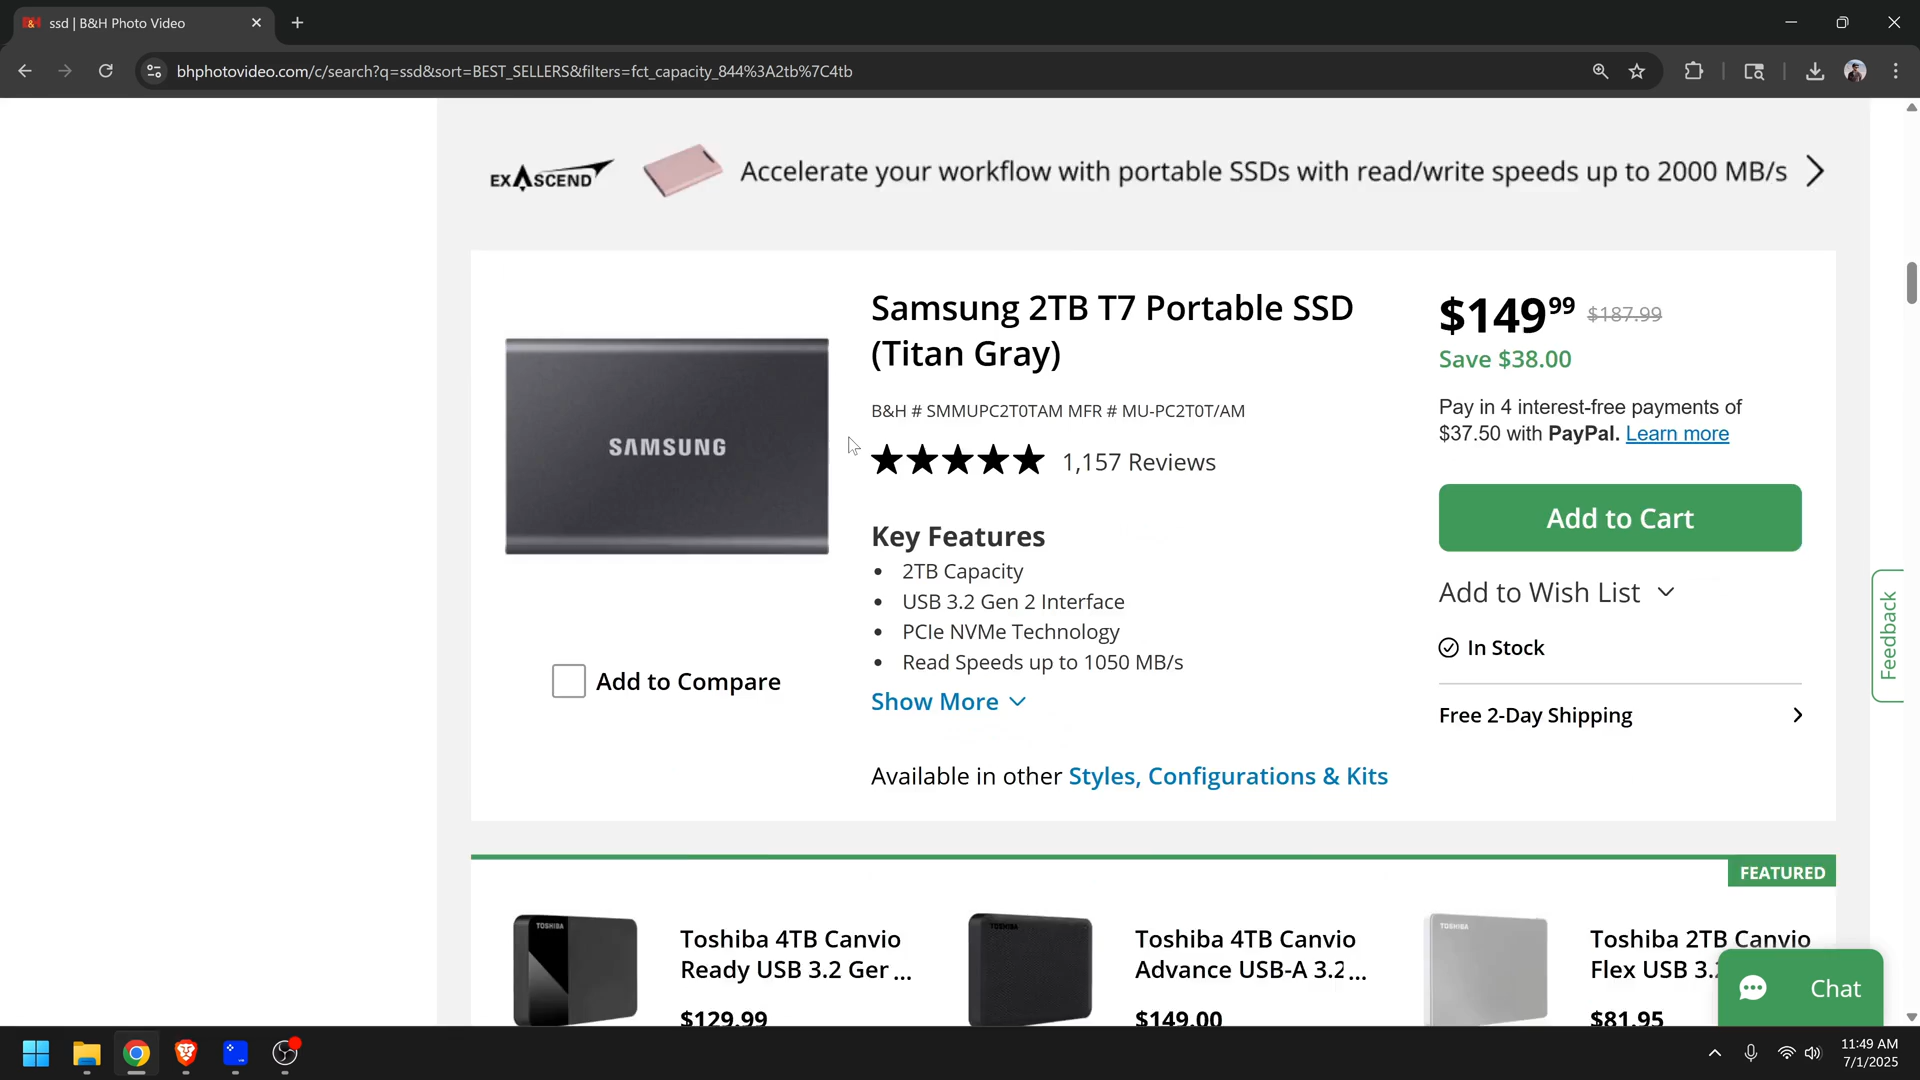 ssd | B&H Photo Video
bhphotovideo.com/c/search?q=ssd&sort=BEST_SELLERS&filters=fct_capacity_844%3A2tb%7C4tb
EXASCEND
Accelerate your workflow with portable SSDs with read/write speeds up to 2000 MB/s
SAMSUNG
Samsung 2TB T7 Portable SSD
(Titan Gray)
B&H # SMMUPC2T0TAM MFR # MU-PC2T0T/AM
1,157 Reviews
Key Features
• 2TB Capacity
• USB 3.2 Gen 2 Interface
• PCIe NVMe Technology
• Read Speeds up to 1050 MB/s
Show More
Available in other Styles, Configurations & Kits
Add to Compare
$149 99 $187.99
Save $38.00
Pay in 4 interest-free payments of
$37.50 with PayPal. Learn more
Add to Cart
Add to Wish List
In Stock
Free 2-Day Shipping
Feedback
FEATURED
TOSHIBA
Toshiba 4TB Canvio
Ready USB 3.2 Ger ...
$129.99
TOSHIBA
Toshiba 4TB Canvio
Advance USB-A 3.2 ...
$149.00
TOSHIBA
Toshiba 2TB Canvio
Flex USB 3.
$81.95
Chat
11:49 AM
7/1/2025